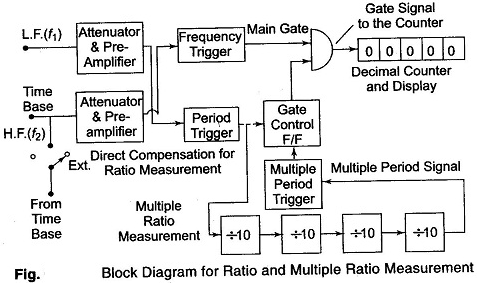 Gate Signal
to the Counter
L.F.(f₁)
Attenuator
& Pre-
Amplifier
Frequency
Trigger
Main Gate
0 0 0 0 0
Decimal Counter
and Display
Time
Base
H.F.(f₂)
Attenuator
& Pre-
amplifier
Period
Trigger
Gate
Control
F/F
Ext.
Direct Compensation for
Ratio Measurement
From
Time
Base
Multiple
Period
Trigger
Multiple Period Signal
Multiple
Ratio
Measurement
÷10
÷10
÷10
÷10
Fig.
Block Diagram for Ratio and Multiple Ratio Measurement